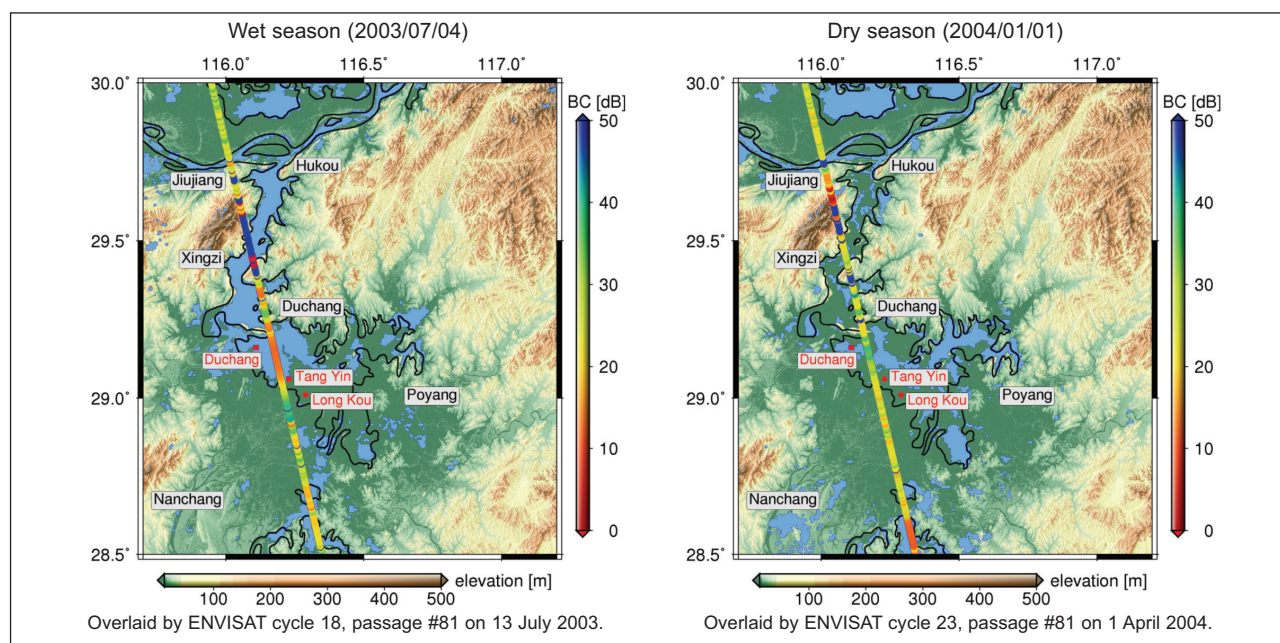 Wet season (2003/07/04)
116.0˚ 116.5˚ 117.0˚
30.0˚
29.5˚
29.0˚
28.5˚
Hukou
Jiujiang
Xingzi
Duchang
Duchang
Tang Yin
Long Kou
Poyang
Nanchang
BC [dB]
50
40
30
20
10
0
elevation [m]
100 200 300 400 500
Overlaid by ENVISAT cycle 18, passage #81 on 13 July 2003.
Dry season (2004/01/01)
116.0˚ 116.5˚ 117.0˚
30.0˚
29.5˚
29.0˚
28.5˚
Hukou
Jiujiang
Xingzi
Duchang
Duchang
Tang Yin
Long Kou
Poyang
Nanchang
BC [dB]
50
40
30
20
10
0
elevation [m]
100 200 300 400 500
Overlaid by ENVISAT cycle 23, passage #81 on 1 April 2004.